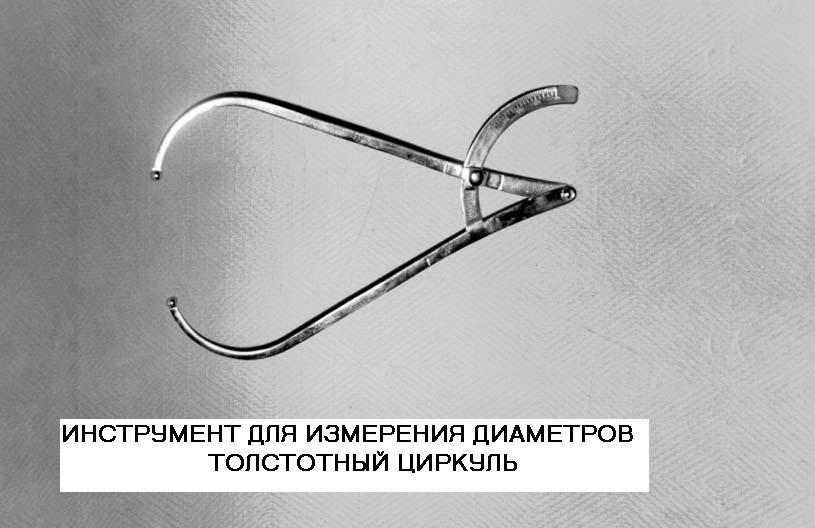 ИНСТРУМЕНТ ДЛЯ ИЗМЕРЕНИЯ ДИАМЕТРОВ
ТОЛСТОТНЫЙ ЦИРКУЛЬ